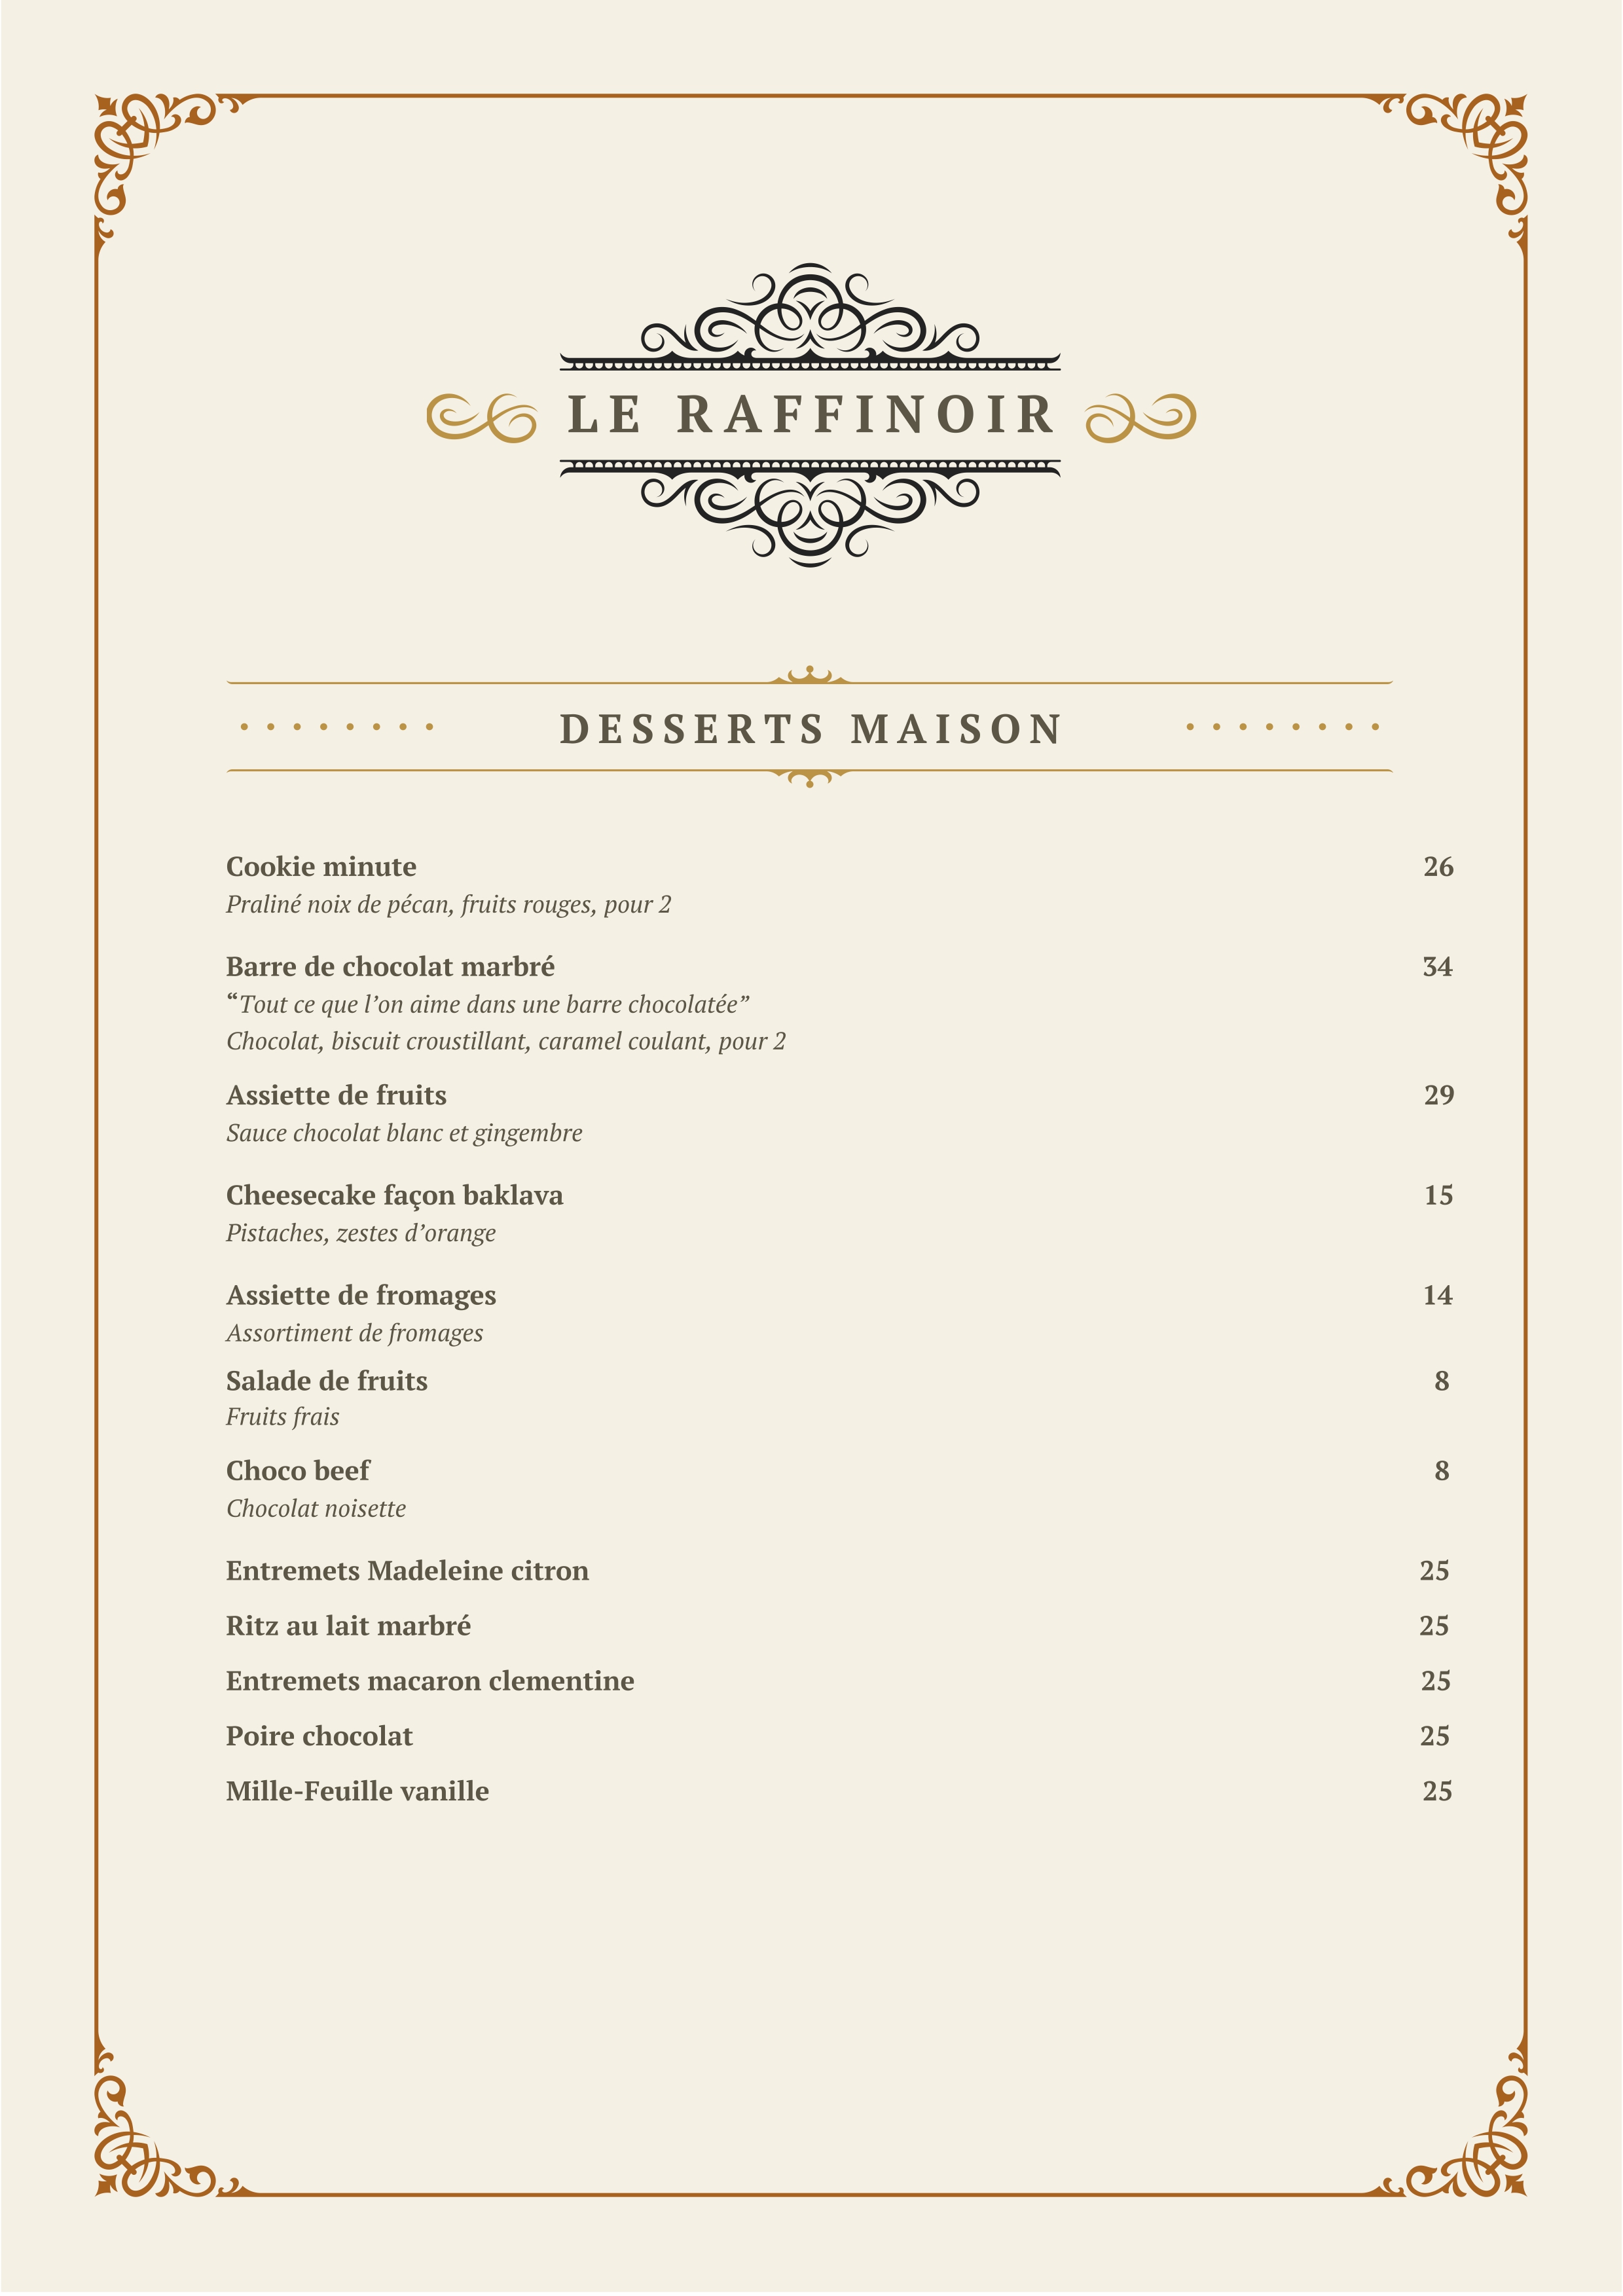 LE RAFFINOIR
DESSERTS MAISON
Cookie minute 26
Praliné noix de pécan, fruits rouges, pour 2
Barre de chocolat marbré 34
“Tout ce que l’on aime dans une barre chocolatée”
Chocolat, biscuit croustillant, caramel coulant, pour 2
Assiette de fruits 29
Sauce chocolat blanc et gingembre
Cheesecake façon baklava 15
Pistaches, zestes d’orange
Assiette de fromages 14
Assortiment de fromages
Salade de fruits 8
Fruits frais
Choco beef 8
Chocolat noisette
Entremets Madeleine citron 25
Ritz au lait marbré 25
Entremets macaron clementine 25
Poire chocolat 25
Mille-Feuille vanille 25